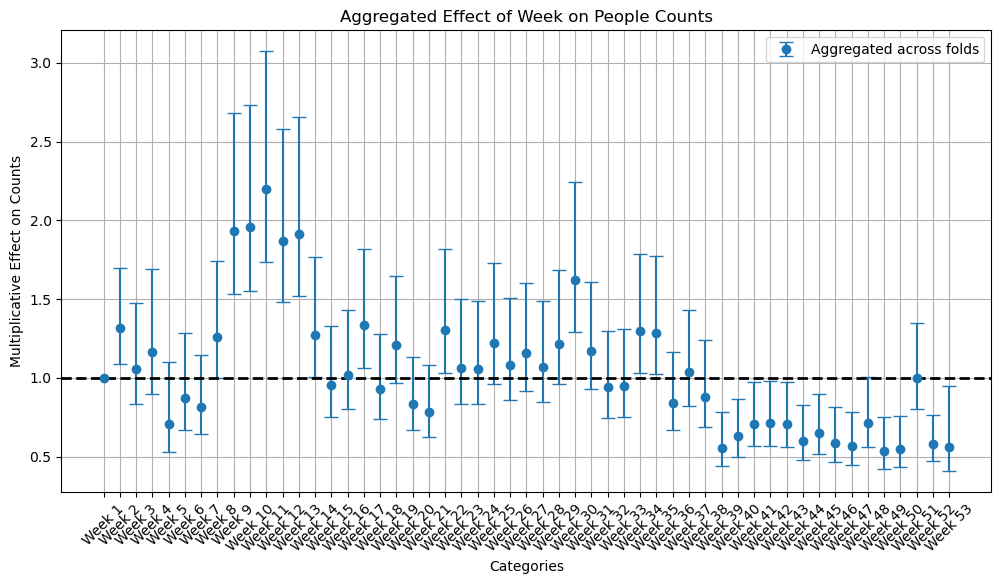 Aggregated Effect of Week on People Counts
Aggregated across folds
Multiplicative Effect on Counts
3.0
2.5
2.0
1.5
1.0
0.5
Week 1
Week 2
Week 3
Week 4
Week 5
Week 6
Week 7
Week 8
Week 9
Week 10
Week 11
Week 12
Week 13
Week 14
Week 15
Week 16
Week 17
Week 18
Week 19
Week 20
Week 21
Week 22
Week 23
Week 24
Week 25
Week 26
Week 27
Week 28
Week 29
Week 30
Week 31
Week 32
Week 33
Week 34
Week 35
Week 36
Week 37
Week 38
Week 39
Week 40
Week 41
Week 42
Week 43
Week 44
Week 45
Week 46
Week 47
Week 48
Week 49
Week 50
Week 51
Week 52
Week 53
Categories